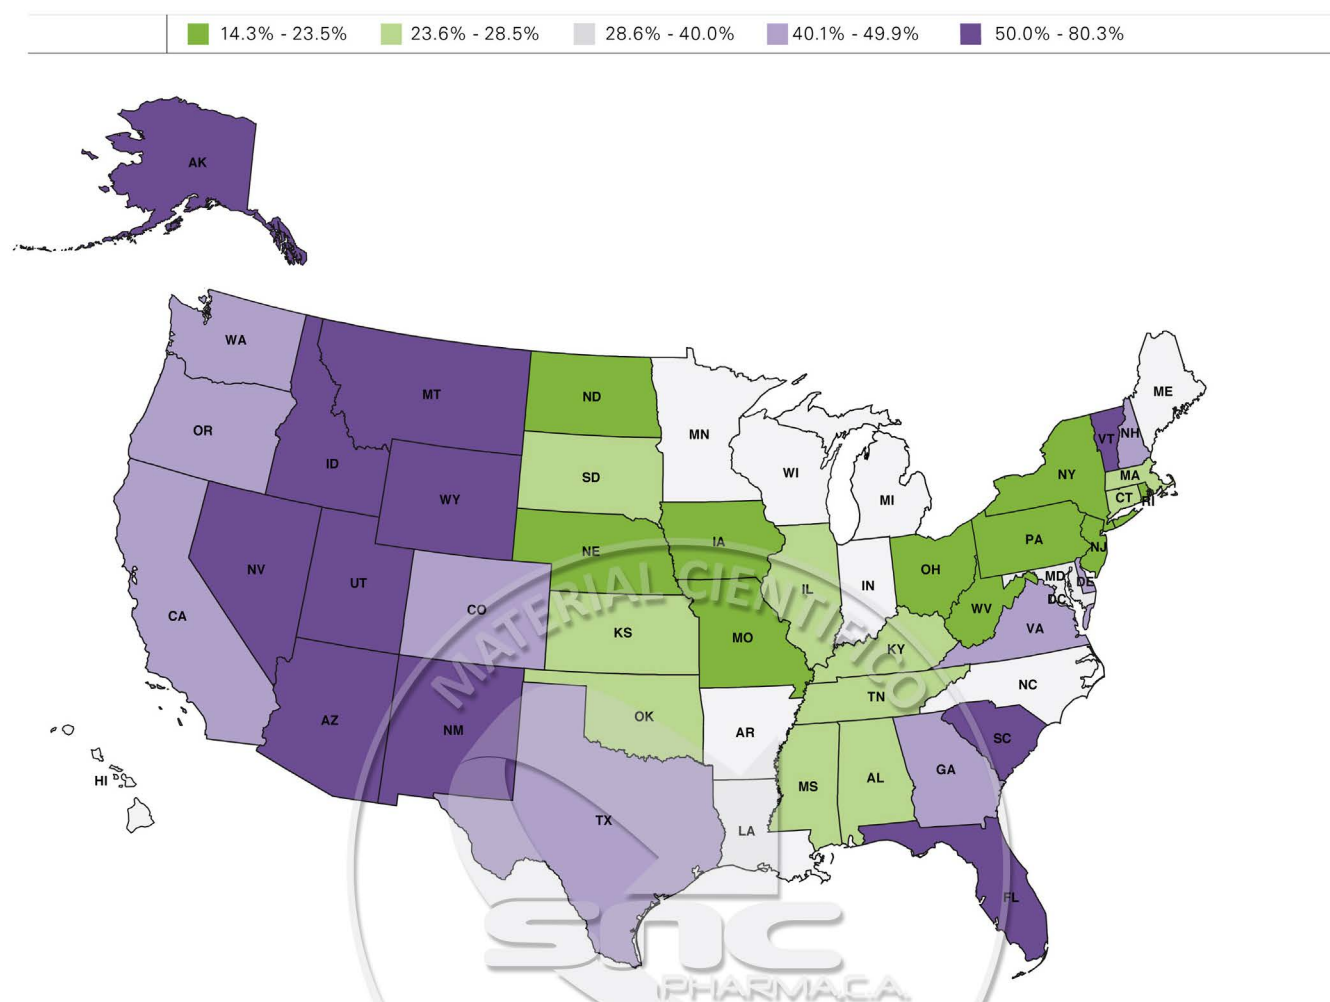 14.3% - 23.5% 23.6% - 28.5% 28.6% - 40.0% 40.1% - 49.9% 50.0% - 80.3%
AK
WA
MT
ND
ME
OR
MN
VT
NH
ID
SD
WI
NY
MA
WY
MI
CT
RI
NV
UT
NE
IA
PA
NJ
CO
IL
IN
OH
MD
DE
DC
CA
KS
MO
WV
VA
KY
AZ
NM
OK
TN
NC
AR
SC
HI
MS
AL
GA
TX
LA
FL
MATERIAL CIENTIFICO
snc
PHARMA,C.A.